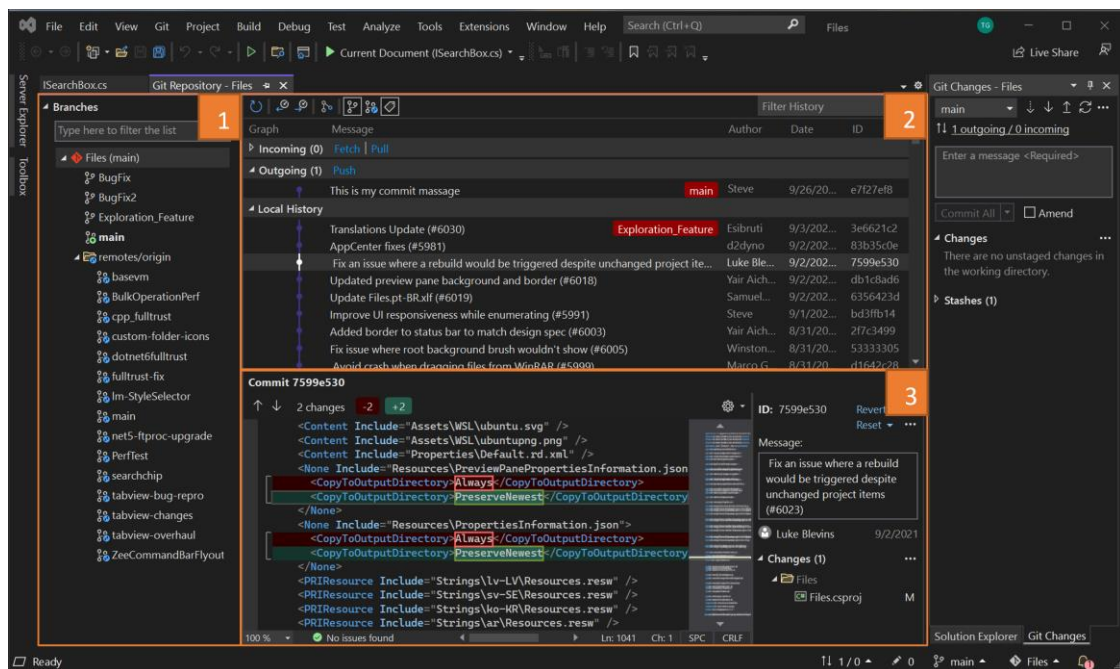 File Edit View Git Project Build Debug Test Analyze Tools Extensions Window Help Search (Ctrl+Q) Files TG
Current Document (ISearchBox.cs) Live Share
Server Explorer
Toolbox
ISearchBox.cs Git Repository - Files
Branches
1
Type here to filter the list
Files (main)
BugFix
BugFix2
Exploration_Feature
main
remotes/origin
basevm
BulkOperationPerf
cpp_fulltrust
custom-folder-icons
dotnet6fulltrust
fulltrust-fix
lm-StyleSelector
main
net5-ftproc-upgrade
PerfTest
searchchip
tabview-bug-repro
tabview-changes
tabview-overhaul
ZeeCommandBarFlyout
Filter History
2
Graph Message Author Date ID
Incoming (0) Fetch | Pull
Outgoing (1) Push
This is my commit massage main Steve 9/26/20... e7f27ef8
Local History
Translations Update (#6030) Exploration_Feature Esibruti 9/3/202... 3e6621c2
AppCenter fixes (#5981) d2dyno 9/2/202... 83b35c0e
Fix an issue where a rebuild would be triggered despite unchanged project ite... Luke Ble... 9/2/202... 7599e530
Updated preview pane background and border (#6018) Yair Aich... 9/2/202... db1c8ad6
Update Files.pt-BR.xlf (#6019) Samuel... 9/2/202... 6356423d
Improve UI responsiveness while enumerating (#5991) Steve 9/1/202... bd3ffb14
Added border to status bar to match design spec (#6003) Yair Aich... 8/31/20... 2f7c3499
Fix issue where root background brush wouldn't show (#6005) Winston... 8/31/20... 53333305
Avoid crash when dragging files from WinRAR (#5999) Marco G... 8/31/20... d1642c28
Commit 7599e530
3
2 changes -2 +2
<Content Include="Assets\WSL\ubuntu.svg" />
<Content Include="Assets\WSL\ubuntupng.png" />
<Content Include="Properties\Default.rd.xml" />
<None Include="Resources\PreviewPanePropertiesInformation.json
<CopyToOutputDirectory>Always</CopyToOutputDirectory>
<CopyToOutputDirectory>PreserveNewest</CopyToOutputDirectory
</None>
<None Include="Resources\PropertiesInformation.json">
<CopyToOutputDirectory>Always</CopyToOutputDirectory>
<CopyToOutputDirectory>PreserveNewest</CopyToOutputDirectory
</None>
<PRIResource Include="Strings\lv-LV\Resources.resw" />
<PRIResource Include="Strings\sv-SE\Resources.resw" />
<PRIResource Include="Strings\ko-KR\Resources.resw" />
<PRIResource Include="Strings\ar\Resources.resw" />
100 % No issues found Ln: 1041 Ch: 1 SPC CRLF
ID: 7599e530 Revert
Reset
Message:
Fix an issue where a rebuild
would be triggered despite
unchanged project items
(#6023)
Luke Blevins 9/2/2021
Changes (1)
Files
Files.csproj M
Git Changes - Files
main
1 outgoing / 0 incoming
Enter a message <Required>
Commit All Amend
Changes
There are no unstaged changes in
the working directory.
Stashes (1)
Solution Explorer Git Changes
Ready 1 / 0 0 main Files